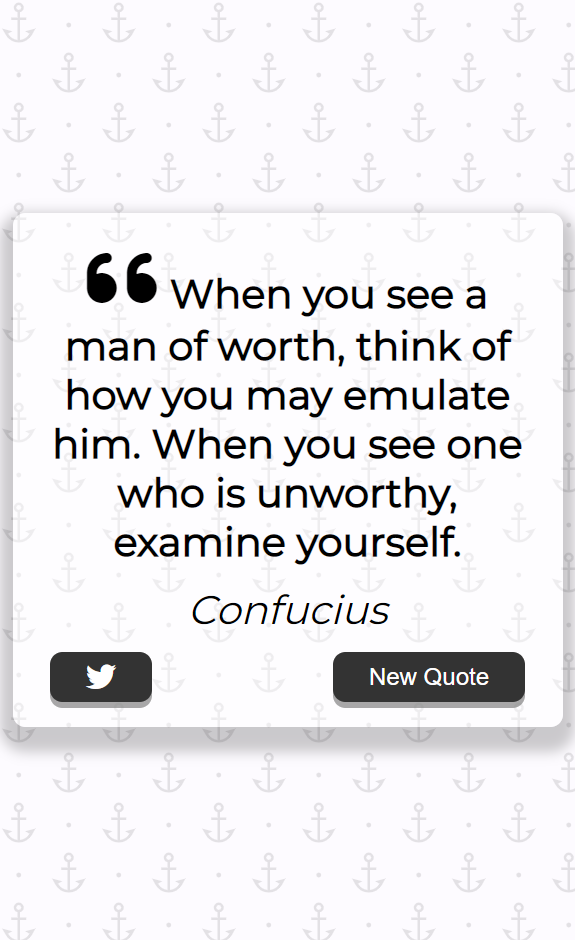 “ When you see a
man of worth, think of
how you may emulate
him. When you see one
who is unworthy,
examine yourself.
Confucius
New Quote